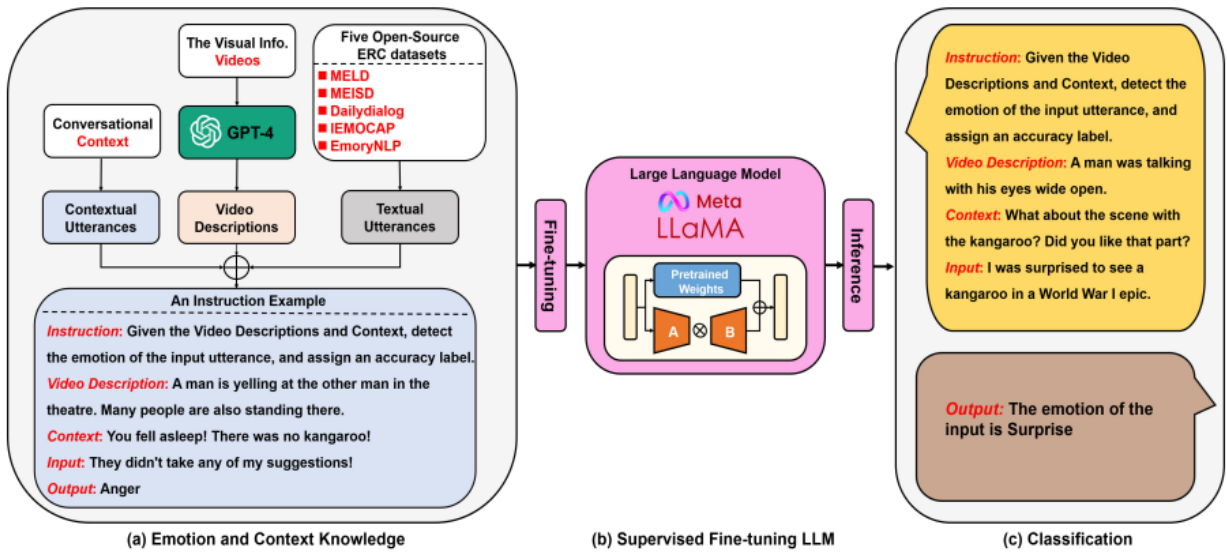 The Visual Info.
Videos
Five Open-Source
ERC datasets
MELD
MEISD
Dailydialog
IEMOCAP
EmoryNLP
Conversational
Context
GPT-4
Contextual
Utterances
Video
Descriptions
Textual
Utterances
An Instruction Example
Instruction: Given the Video Descriptions and Context, detect
the emotion of the input utterance, and assign an accuracy label.
Video Description: A man is yelling at the other man in the
theatre. Many people are also standing there.
Context: You fell asleep! There was no kangaroo!
Input: They didn't take any of my suggestions!
Output: Anger
(a) Emotion and Context Knowledge
Fine-tuning
Large Language Model
Meta
LLaMA
Pretrained
Weights
A
B
Inference
(b) Supervised Fine-tuning LLM
Instruction: Given the Video
Descriptions and Context, detect the
emotion of the input utterance, and
assign an accuracy label.
Video Description: A man was talking
with his eyes wide open.
Context: What about the scene with
the kangaroo? Did you like that part?
Input: I was surprised to see a
kangaroo in a World War I epic.
Output: The emotion of the
input is Surprise
(c) Classification